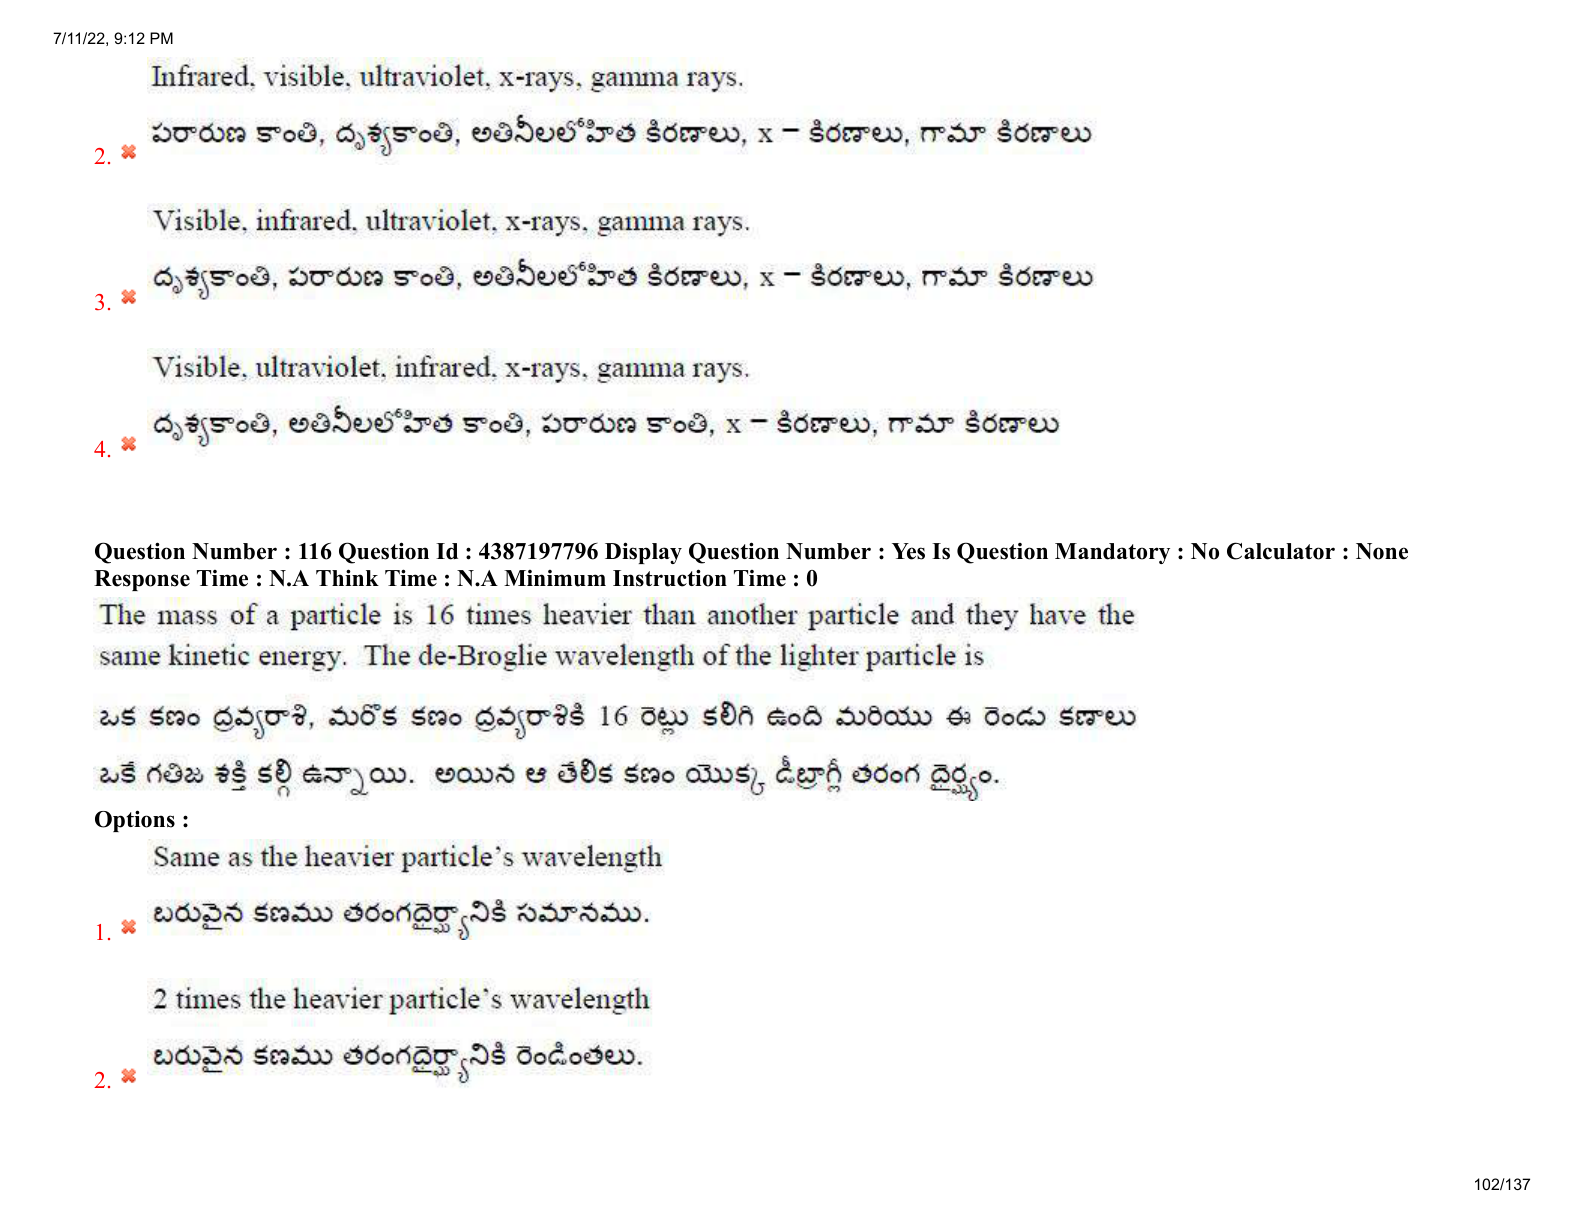 7/11/22, 9:12 PM
Infrared, visible, ultraviolet, x-rays, gamma rays.
పరారుణ కాంతి, దృశ్యకాంతి, అతినీలలోహిత కిరణాలు, x – కిరణాలు, గామా కిరణాలు
2.
Visible, infrared, ultraviolet, x-rays, gamma rays.
దృశ్యకాంతి, పరారుణ కాంతి, అతినీలలోహిత కిరణాలు, x – కిరణాలు, గామా కిరణాలు
3.
Visible, ultraviolet, infrared, x-rays, gamma rays.
దృశ్యకాంతి, అతినీలలోహిత కాంతి, పరారుణ కాంతి, x – కిరణాలు, గామా కిరణాలు
4.
Question Number : 116 Question Id : 4387197796 Display Question Number : Yes Is Question Mandatory : No Calculator : None
Response Time : N.A Think Time : N.A Minimum Instruction Time : 0
The mass of a particle is 16 times heavier than another particle and they have the
same kinetic energy. The de-Broglie wavelength of the lighter particle is
ఒక కణం ద్రవ్యరాశి, మరొక కణం ద్రవ్యరాశికి 16 రెట్లు కలిగి ఉంది మరియు ఈ రెండు కణాలు
ఒకే గతిజ శక్తి కల్గి ఉన్నాయి. అయిన ఆ తేలిక కణం యొక్క డీబ్రాగ్లీ తరంగ దైర్ఘ్యం.
Options :
Same as the heavier particle’s wavelength
బరువైన కణము తరంగదైర్ఘ్యానికి సమానము.
1.
2 times the heavier particle’s wavelength
బరువైన కణము తరంగదైర్ఘ్యానికి రెండింతలు.
2.
102/137